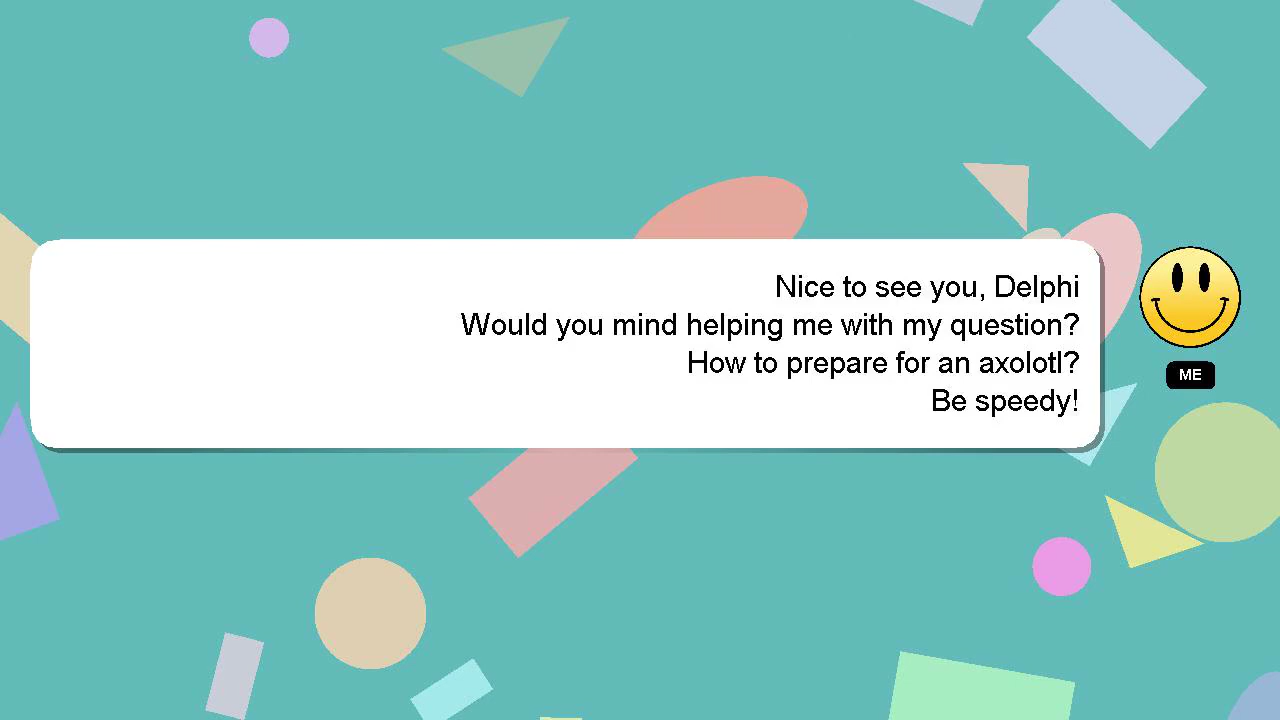 Nice to see you, Delphi
Would you mind helping me with my question?
How to prepare for an axolotl?
Be speedy!
ME